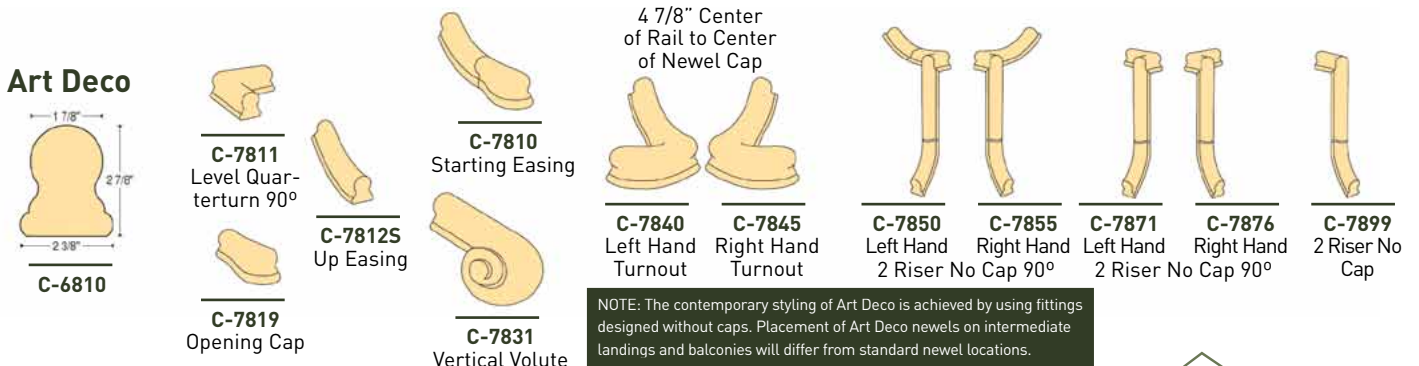 Art Deco
1 7/8"
2 7/8"
2 3/8"
C-6810
C-7811
Level Quar-
terturn 90º
C-7819
Opening Cap
C-7812S
Up Easing
C-7810
Starting Easing
C-7831
Vertical Volute
4 7/8” Center
of Rail to Center
of Newel Cap
C-7840
Left Hand
Turnout
C-7845
Right Hand
Turnout
C-7850
Left Hand
C-7855
Right Hand
2 Riser No Cap 90º
C-7871
Left Hand
C-7876
Right Hand
2 Riser No Cap 90º
C-7899
2 Riser No
Cap
NOTE: The contemporary styling of Art Deco is achieved by using fittings
designed without caps. Placement of Art Deco newels on intermediate
landings and balconies will differ from standard newel locations.